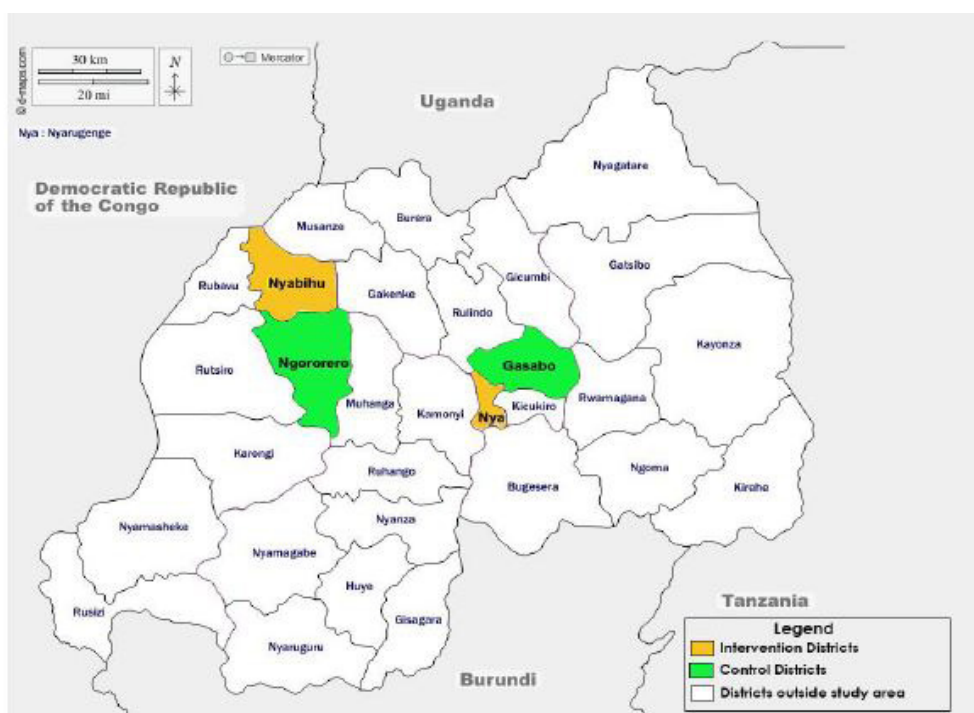 30 km
20 mi
N
Mercator
© d-maps.com
Nya : Nyarugenge
Uganda
Democratic Republic
of the Congo
Nyagatare
Musanze
Burera
Gicumbi
Gatsibo
Rubavu
Nyabihu
Gakenke
Rulindo
Kayonza
Rutsiro
Ngororero
Gasabo
Muhanga
Kamonyi
Nya
Kicukiro
Rwamagana
Karongi
Ruhango
Bugesera
Ngoma
Kirehe
Nyamasheke
Nyanza
Nyamagabe
Huye
Rusizi
Gisagara
Nyaruguru
Tanzania
Burundi
Legend
Intervention Districts
Control Districts
Districts outside study area